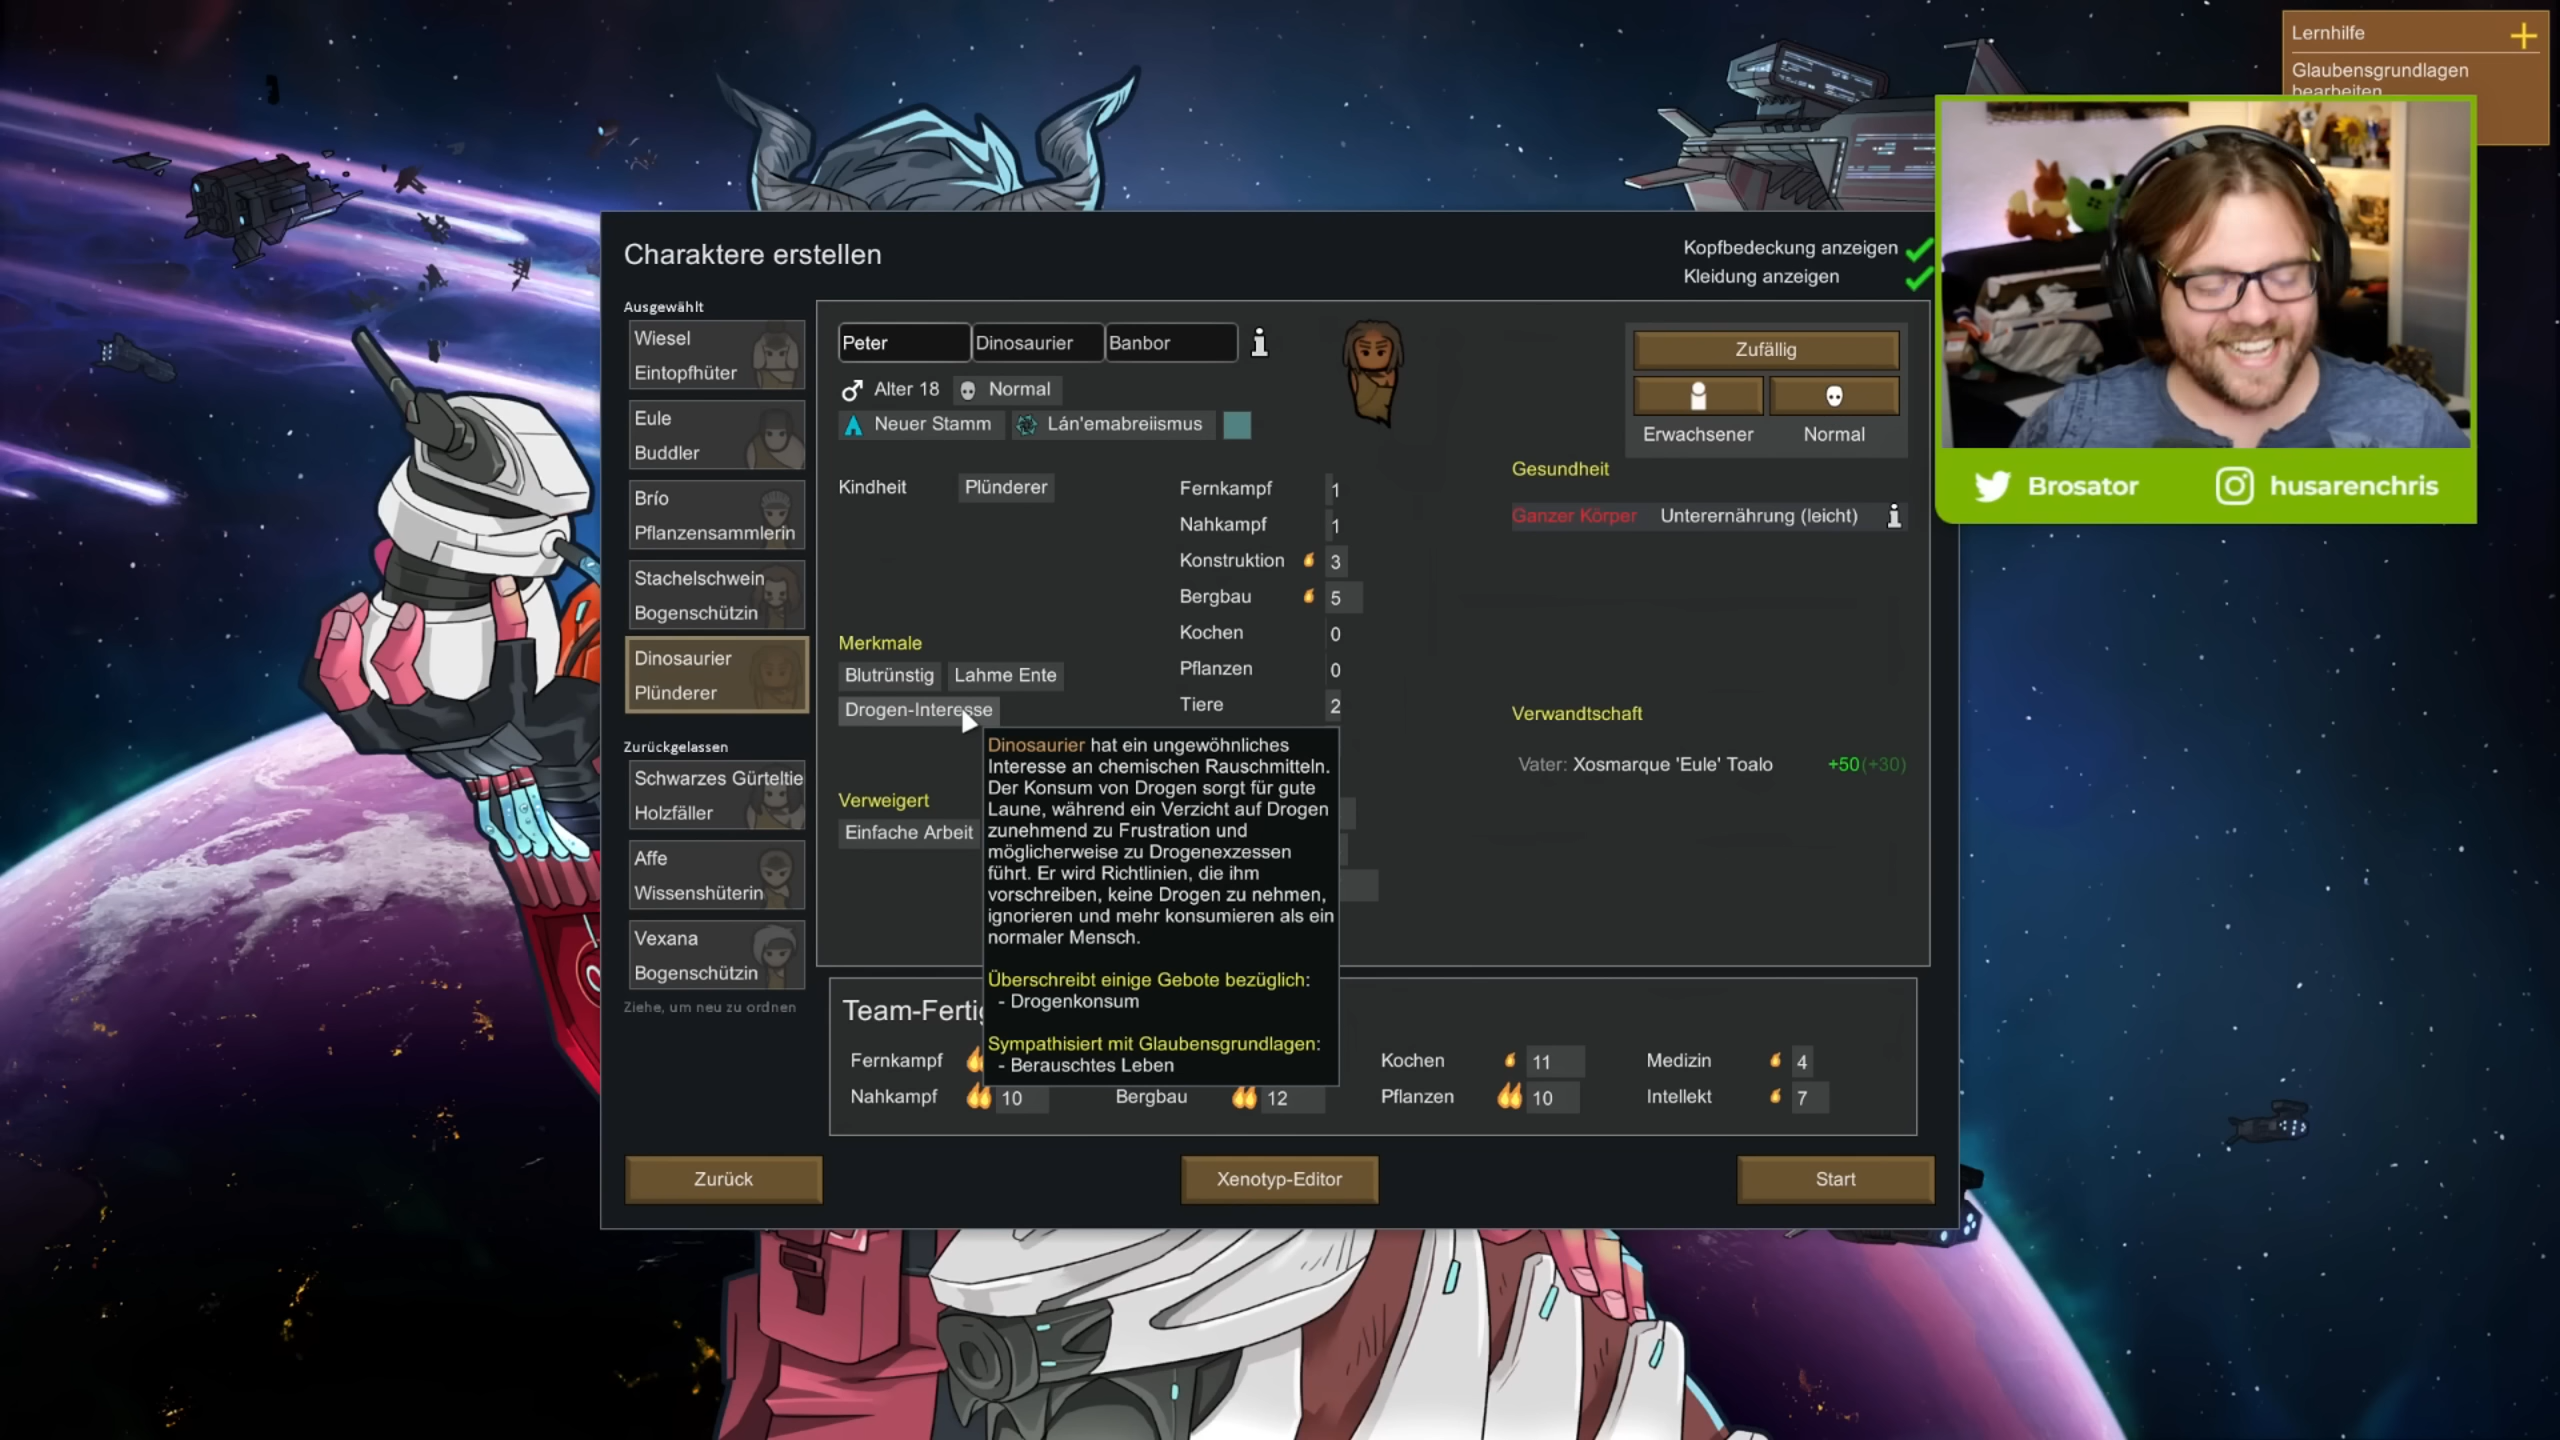 Lernhilfe
Glaubensgrundlagen
bearbeiten
Charaktere erstellen
Kopfbedeckung anzeigen
Kleidung anzeigen
Ausgewählt
Wiesel
Eintopfhüter
Eule
Buddler
Brío
Pflanzensammlerin
Stachelschwein
Bogenschützin
Dinosaurier
Plünderer
Zurückgelassen
Schwarzes Gürteltie
Holzfäller
Affe
Wissenshüterin
Vexana
Bogenschützin
Ziehe, um neu zu ordnen
Peter Dinosaurier Banbor
Alter 18 Normal
Neuer Stamm Lán'emabreiismus
Kindheit Plünderer
Merkmale
Blutrünstig Lahme Ente
Drogen-Interesse
Verweigert
Einfache Arbeit
Fernkampf 1
Nahkampf 1
Konstruktion 3
Bergbau 5
Kochen 0
Pflanzen 0
Tiere 2
Dinosaurier hat ein ungewöhnliches
Interesse an chemischen Rauschmitteln.
Der Konsum von Drogen sorgt für gute
Laune, während ein Verzicht auf Drogen
zunehmend zu Frustration und
möglicherweise zu Drogenexzessen
führt. Er wird Richtlinien, die ihm
vorschreiben, keine Drogen zu nehmen,
ignorieren und mehr konsumieren als ein
normaler Mensch.
Überschreibt einige Gebote bezüglich:
- Drogenkonsum
Sympathisiert mit Glaubensgrundlagen:
- Berauschtes Leben
Zufällig
Erwachsener Normal
Gesundheit
Ganzer Körper Unterernährung (leicht)
Verwandtschaft
Vater: Xosmarque 'Eule' Toalo +50(+30)
Brosator husarenchris
Team-Fertig
Fernkampf Kochen 11 Medizin 4
Nahkampf 10 Bergbau 12 Pflanzen 10 Intellekt 7
Zurück
Xenotyp-Editor
Start